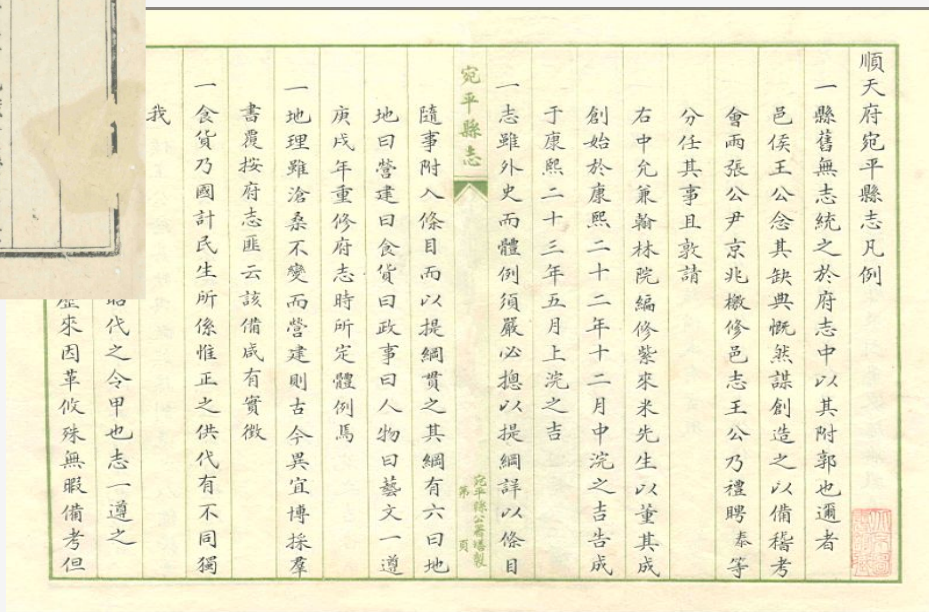 順天府宛平縣志凡例
一縣舊無志統之於府志中以其附郭也邇者
邑侯王公念其缺典慨然謀創造之以備稽考
會兩張公尹京兆檄修邑志王公乃禮聘泰等
分任其事且敦請
右中允兼翰林院編修紫來米先生以董其成
創始於康熙二十二年十二月中浣之吉告成
于康熙二十三年五月上浣之吉
一志雖外史而體例須嚴必摠以提綱詳以條目
宛平縣志
宛平縣公署塔製
第 頁
隨事附入條目而以提綱貫之其綱有六曰地
地曰營建曰食貨曰政事曰人物曰藝文一遵
庚戌年重修府志時所定體例焉
一地理雖滄桑不變而營建則古今異宜博採羣
書覆按府志匪云該備咸有實徵
一食貨乃國計民生所係惟正之供代有不同獨
我
昭代之令甲也志一遵之
歷來因革攸殊無暇備考但